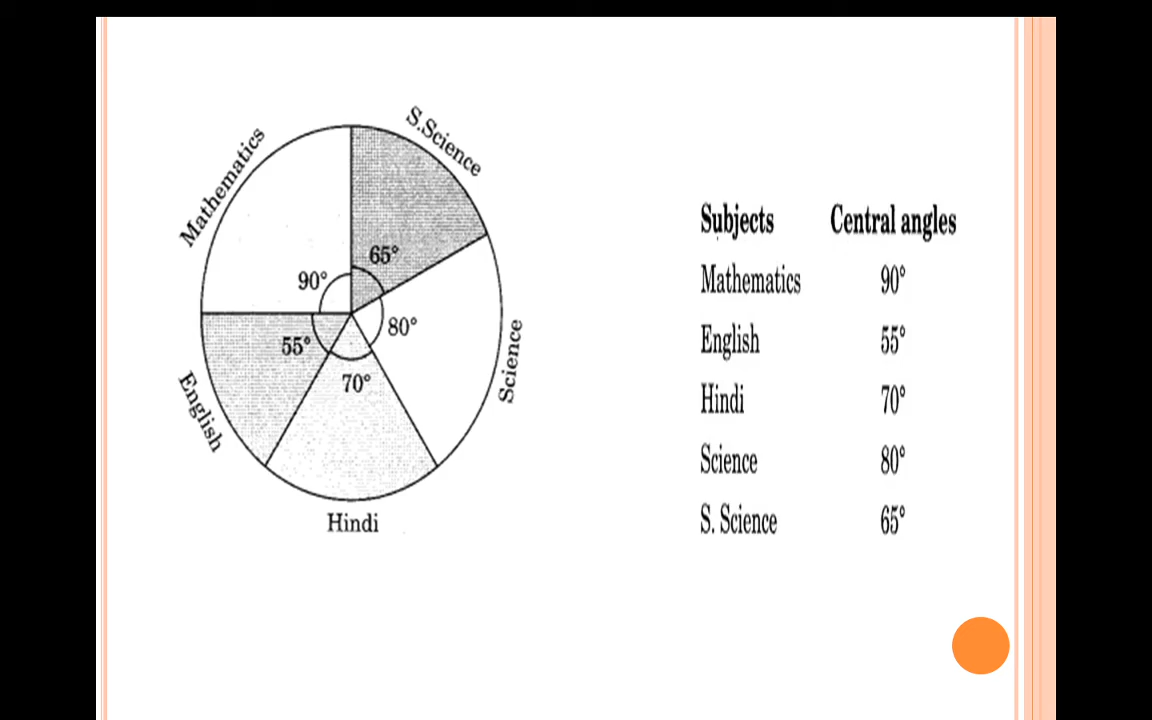 S.Science
Mathematics
65°
90°
80°
55°
70°
Science
English
Hindi
Subjects Central angles
Mathematics 90°
English 55°
Hindi 70°
Science 80°
S. Science 65°